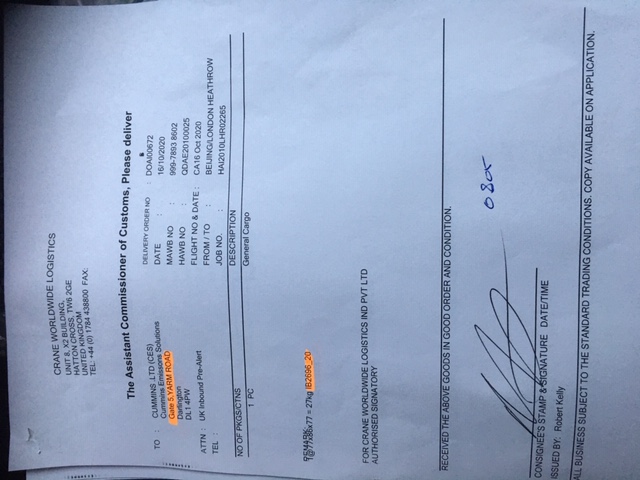 CRANE WORLDWIDE LOGISTICS
UNIT 8, X2 BUILDING,
HATTON CROSS, TW6 2GE
UNITED KINGDOM
TEL: +44 (0) 1784 438800 FAX:
The Assistant Commissioner of Customs, Please deliver
TO : CUMMINS .LTD (CES)
Cummins Emissons Solutions
Gate 5,YARM ROAD
Darlington
DL1 4PW
ATTN : UK Inbound Pre-Alert
TEL :
DELIVERY ORDER NO : DOAI00672
DATE : 16/10/2020
MAWB NO : 999-7893 8602
HAWB NO : QDAE20100025
FLIGHT NO & DATE : CA16 Oct 2020
FROM / TO : BEIJING/LONDON HEATHROW
JOB NO. : HAI2010LHR02265
NO OF PKGS/CTNS DESCRIPTION
1 PC General Cargo
REMARK:
1@77x86x77 = 27kg IB2696_20
FOR CRANE WORLDWIDE LOGISTICS IND PVT LTD
AUTHORISED SIGNATORY
RECEIVED THE ABOVE GOODS IN GOOD ORDER AND CONDITION.
0805
CONSIGNEE'S STAMP & SIGNATURE DATE/TIME
ISSUED BY: Robert Kelly
ALL BUSINESS SUBJECT TO THE STANDARD TRADING CONDITIONS. COPY AVAILABLE ON APPLICATION.